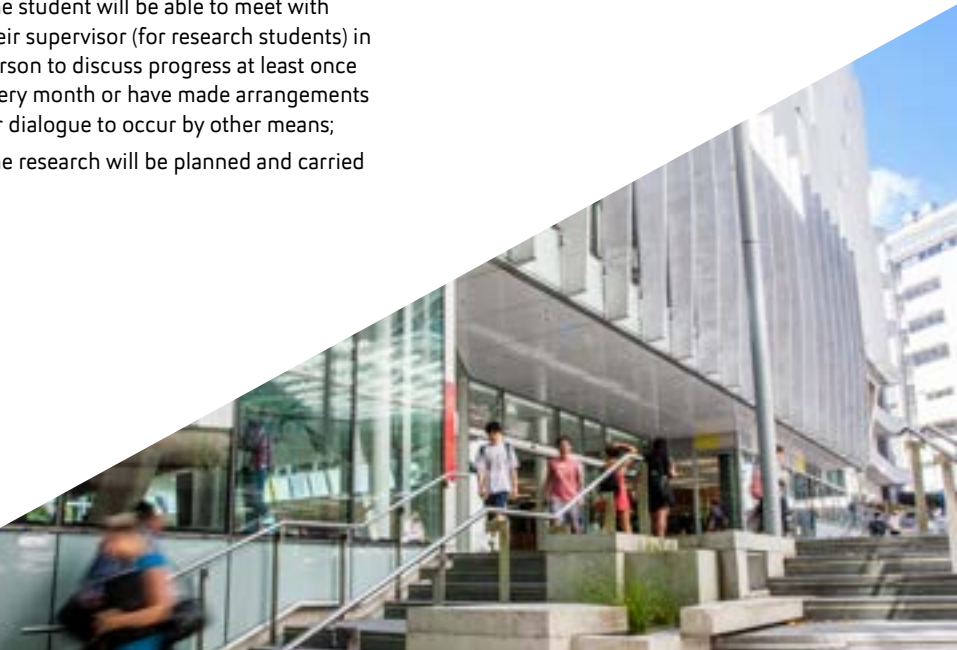 ne student will be able to meet with
eir supervisor (for research students) in
rson to discuss progress at least once
ery month or have made arrangements
r dialogue to occur by other means;
ne research will be planned and carried